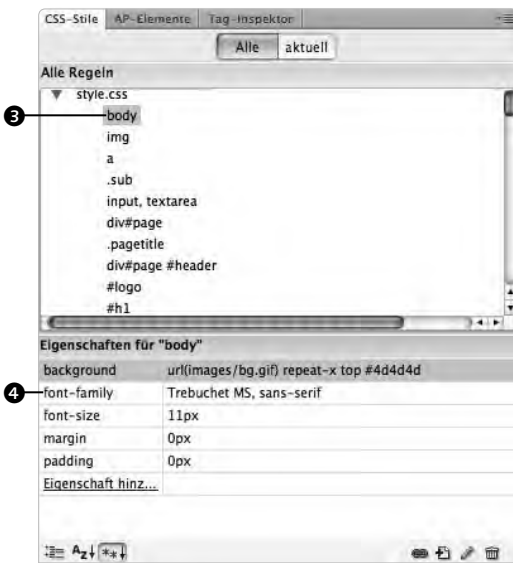 CSS-Stile AP-Elemente Tag-Inspektor
Alle aktuell
Alle Regeln
style.css
3 body
img
a
.sub
input, textarea
div#page
.pagetitle
div#page #header
#logo
#h1
Eigenschaften für "body"
background url(images/bg.gif) repeat-x top #4d4d4d
4 font-family Trebuchet MS, sans-serif
font-size 11px
margin 0px
padding 0px
Eigenschaft hinz...
AZ↓ **↓